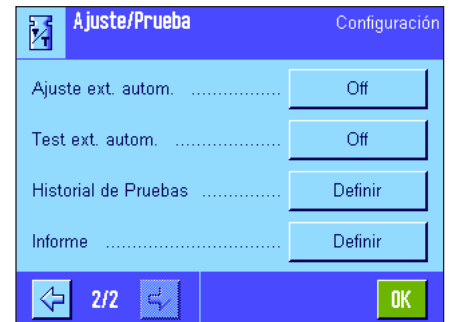 Ajuste/Prueba Configuración
Ajuste ext. autom. ................ Off
Test ext. autom. ................... Off
Historial de Pruebas .............. Definir
Informe ............................... Definir
2/2 OK